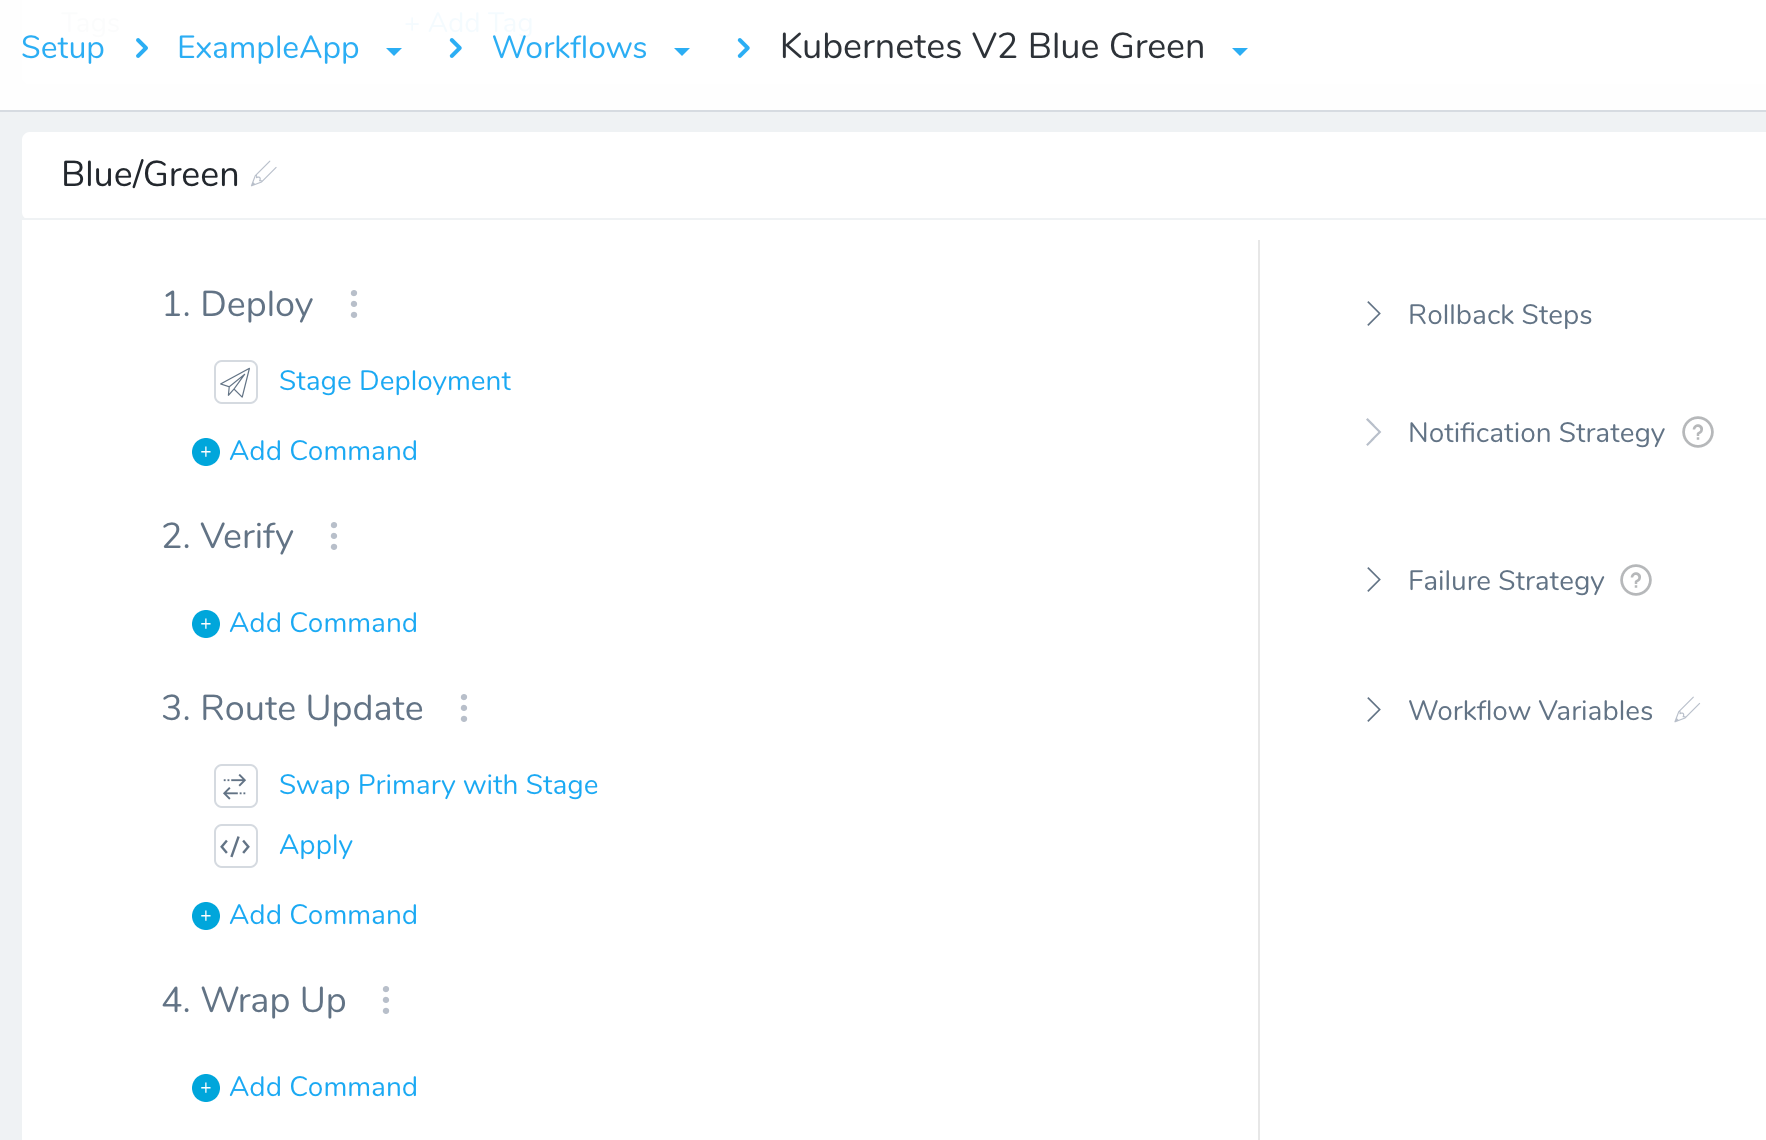 Tags + Add Tag
Setup ExampleApp Workflows Kubernetes V2 Blue Green
Blue/Green
1. Deploy
Stage Deployment
+ Add Command
2. Verify
+ Add Command
3. Route Update
Swap Primary with Stage
</> Apply
+ Add Command
4. Wrap Up
+ Add Command
Rollback Steps
Notification Strategy ?
Failure Strategy ?
Workflow Variables